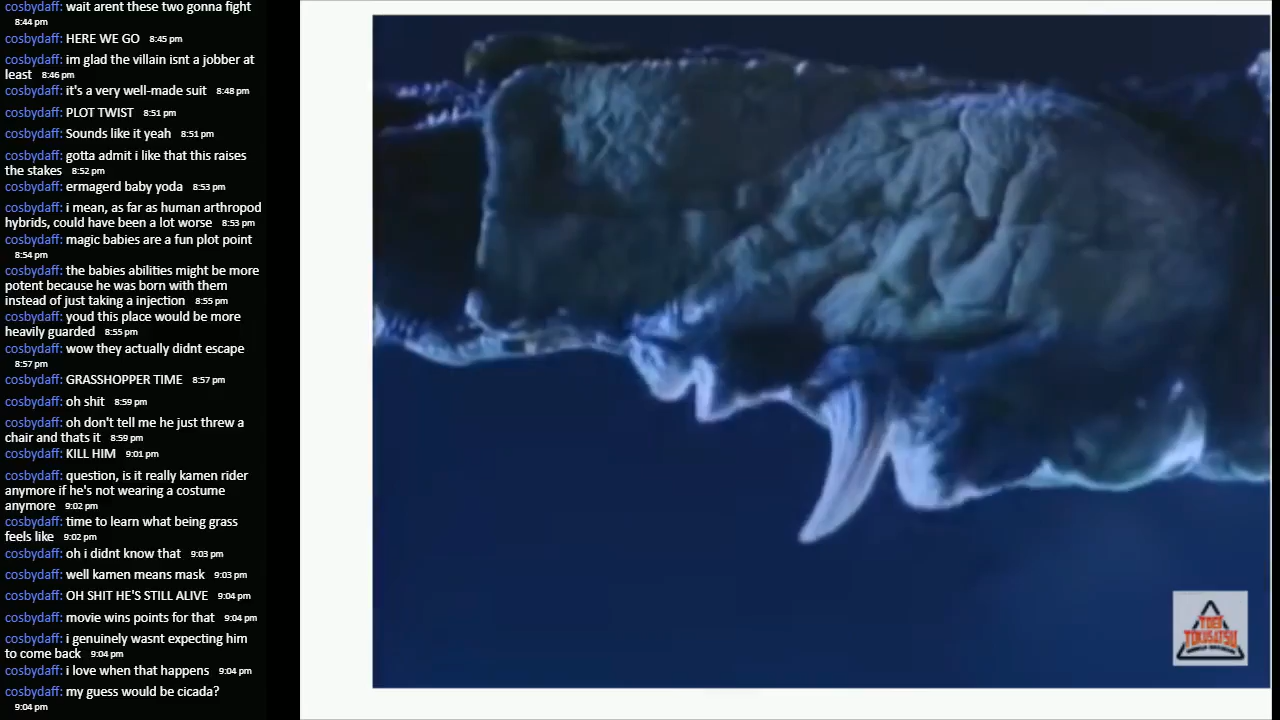 cosbydaff: wait arent these two gonna fight
8:44 pm
cosbydaff: HERE WE GO 8:45 pm
cosbydaff: im glad the villain isnt a jobber at
least 8:46 pm
cosbydaff: it's a very well-made suit 8:48 pm
cosbydaff: PLOT TWIST 8:51 pm
cosbydaff: Sounds like it yeah 8:51 pm
cosbydaff: gotta admit i like that this raises
the stakes 8:52 pm
cosbydaff: ermagerd baby yoda 8:53 pm
cosbydaff: i mean, as far as human arthropod
hybrids, could have been a lot worse 8:53 pm
cosbydaff: magic babies are a fun plot point
8:54 pm
cosbydaff: the babies abilities might be more
potent because he was born with them
instead of just taking a injection 8:55 pm
cosbydaff: youd this place would be more
heavily guarded 8:55 pm
cosbydaff: wow they actually didnt escape
8:57 pm
cosbydaff: GRASSHOPPER TIME 8:57 pm
cosbydaff: oh shit 8:59 pm
cosbydaff: oh don't tell me he just threw a
chair and thats it 8:59 pm
cosbydaff: KILL HIM 9:01 pm
cosbydaff: question, is it really kamen rider
anymore if he's not wearing a costume
anymore 9:02 pm
cosbydaff: time to learn what being grass
feels like 9:02 pm
cosbydaff: oh i didnt know that 9:03 pm
cosbydaff: well kamen means mask 9:03 pm
cosbydaff: OH SHIT HE'S STILL ALIVE 9:04 pm
cosbydaff: movie wins points for that 9:04 pm
cosbydaff: i genuinely wasnt expecting him
to come back 9:04 pm
cosbydaff: i love when that happens 9:04 pm
cosbydaff: my guess would be cicada?
9:04 pm
TOEI
TOKUSATSU